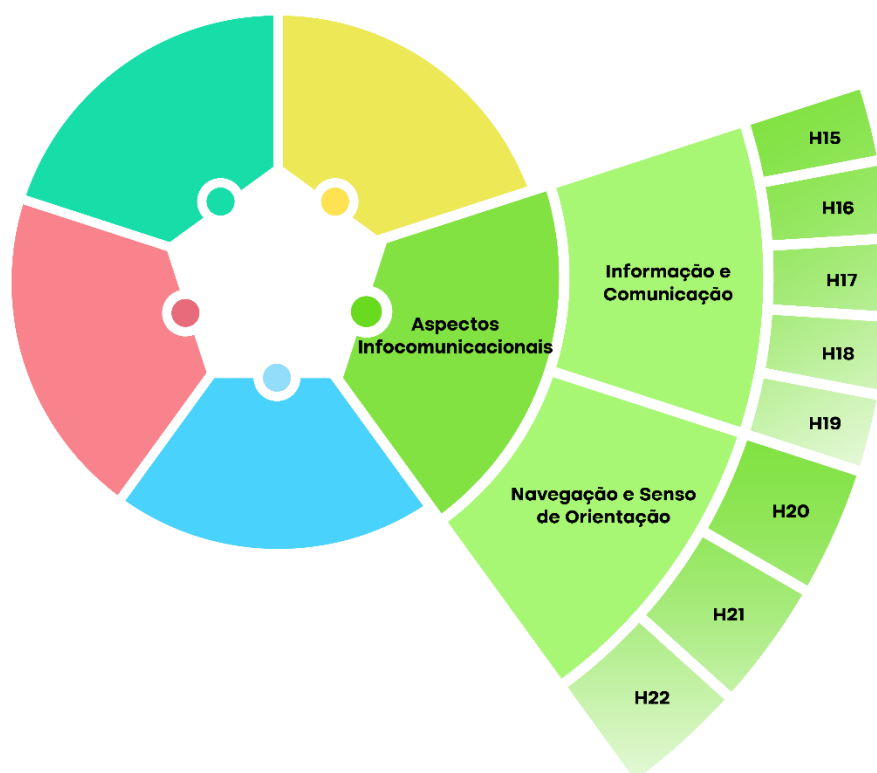 Aspectos
Infocomunicacionais
Informação e
Comunicação
H15
H16
H17
H18
H19
Navegação e Senso
de Orientação
H20
H21
H22